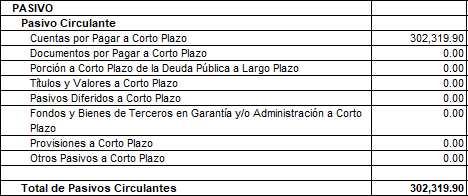 PASIVO
Pasivo Circulante
Cuentas por Pagar a Corto Plazo 302,319.90
Documentos por Pagar a Corto Plazo 0.00
Porción a Corto Plazo de la Deuda Pública a Largo Plazo 0.00
Títulos y Valores a Corto Plazo 0.00
Pasivos Diferidos a Corto Plazo 0.00
Fondos y Bienes de Terceros en Garantía y/o Administración a Corto 0.00
Plazo
Provisiones a Corto Plazo 0.00
Otros Pasivos a Corto Plazo 0.00
Total de Pasivos Circulantes 302,319.90